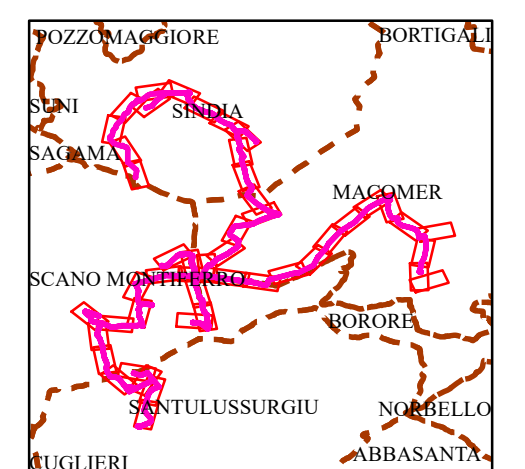 POZZOMAGGIORE
BORTIGALI
SUNI
SINDIA
SAGAMA
MACOMER
SCANO MONTIFERRO
BORORE
SANTULUSSURGIU
NORBELLO
ABBASANTA
CUGLIERI